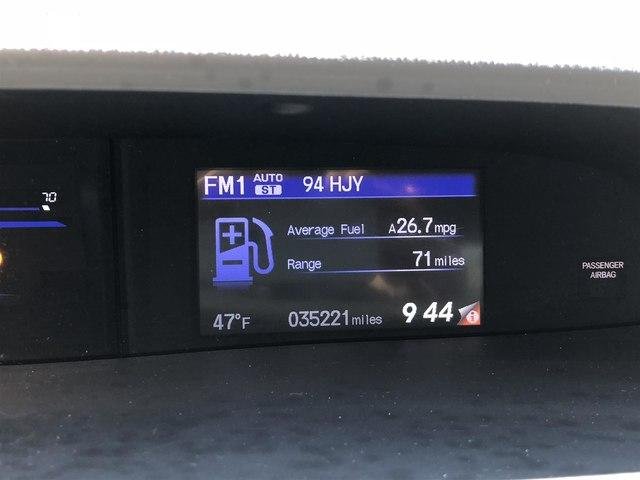 70
FM1 AUTO ST 94 HJY
Average Fuel A26.7mpg
Range 71 miles
47°F 035221 miles 9 44 i
PASSENGER
AIRBAG